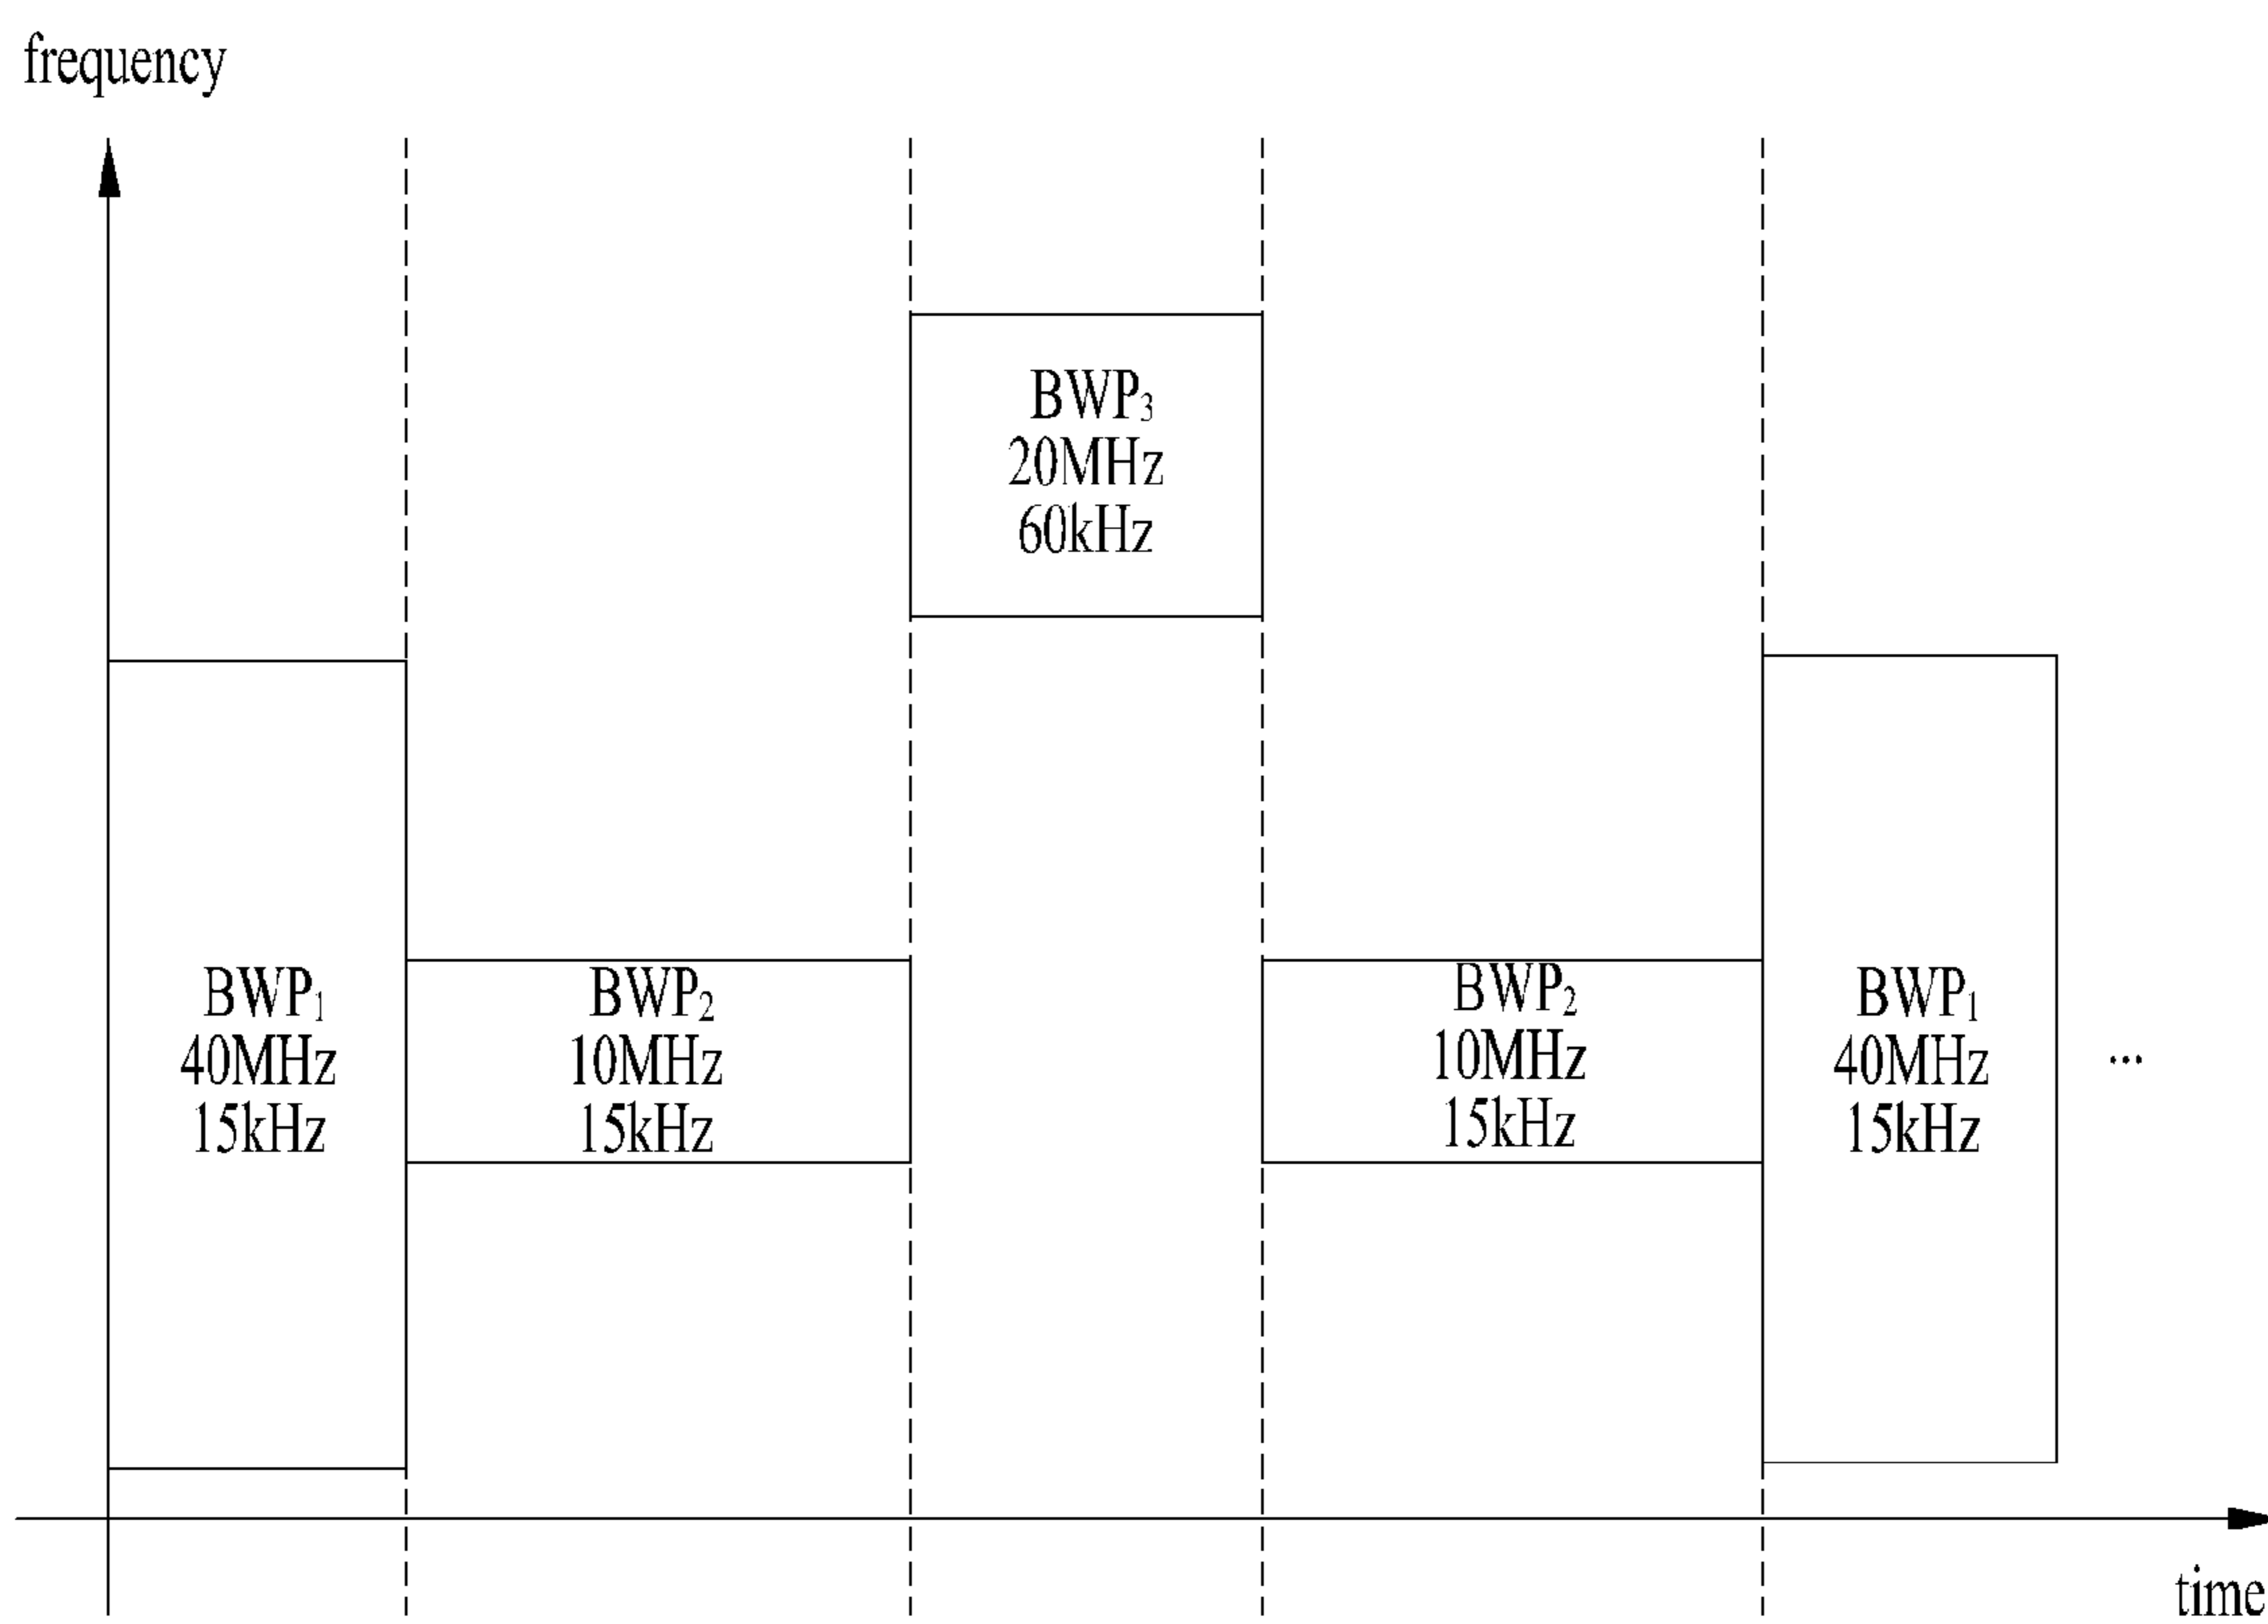 frequency
BWP₃
20MHz
60kHz
BWP₁
40MHz
15kHz
BWP₂
10MHz
15kHz
BWP₂
10MHz
15kHz
BWP₁
40MHz
15kHz
...
time